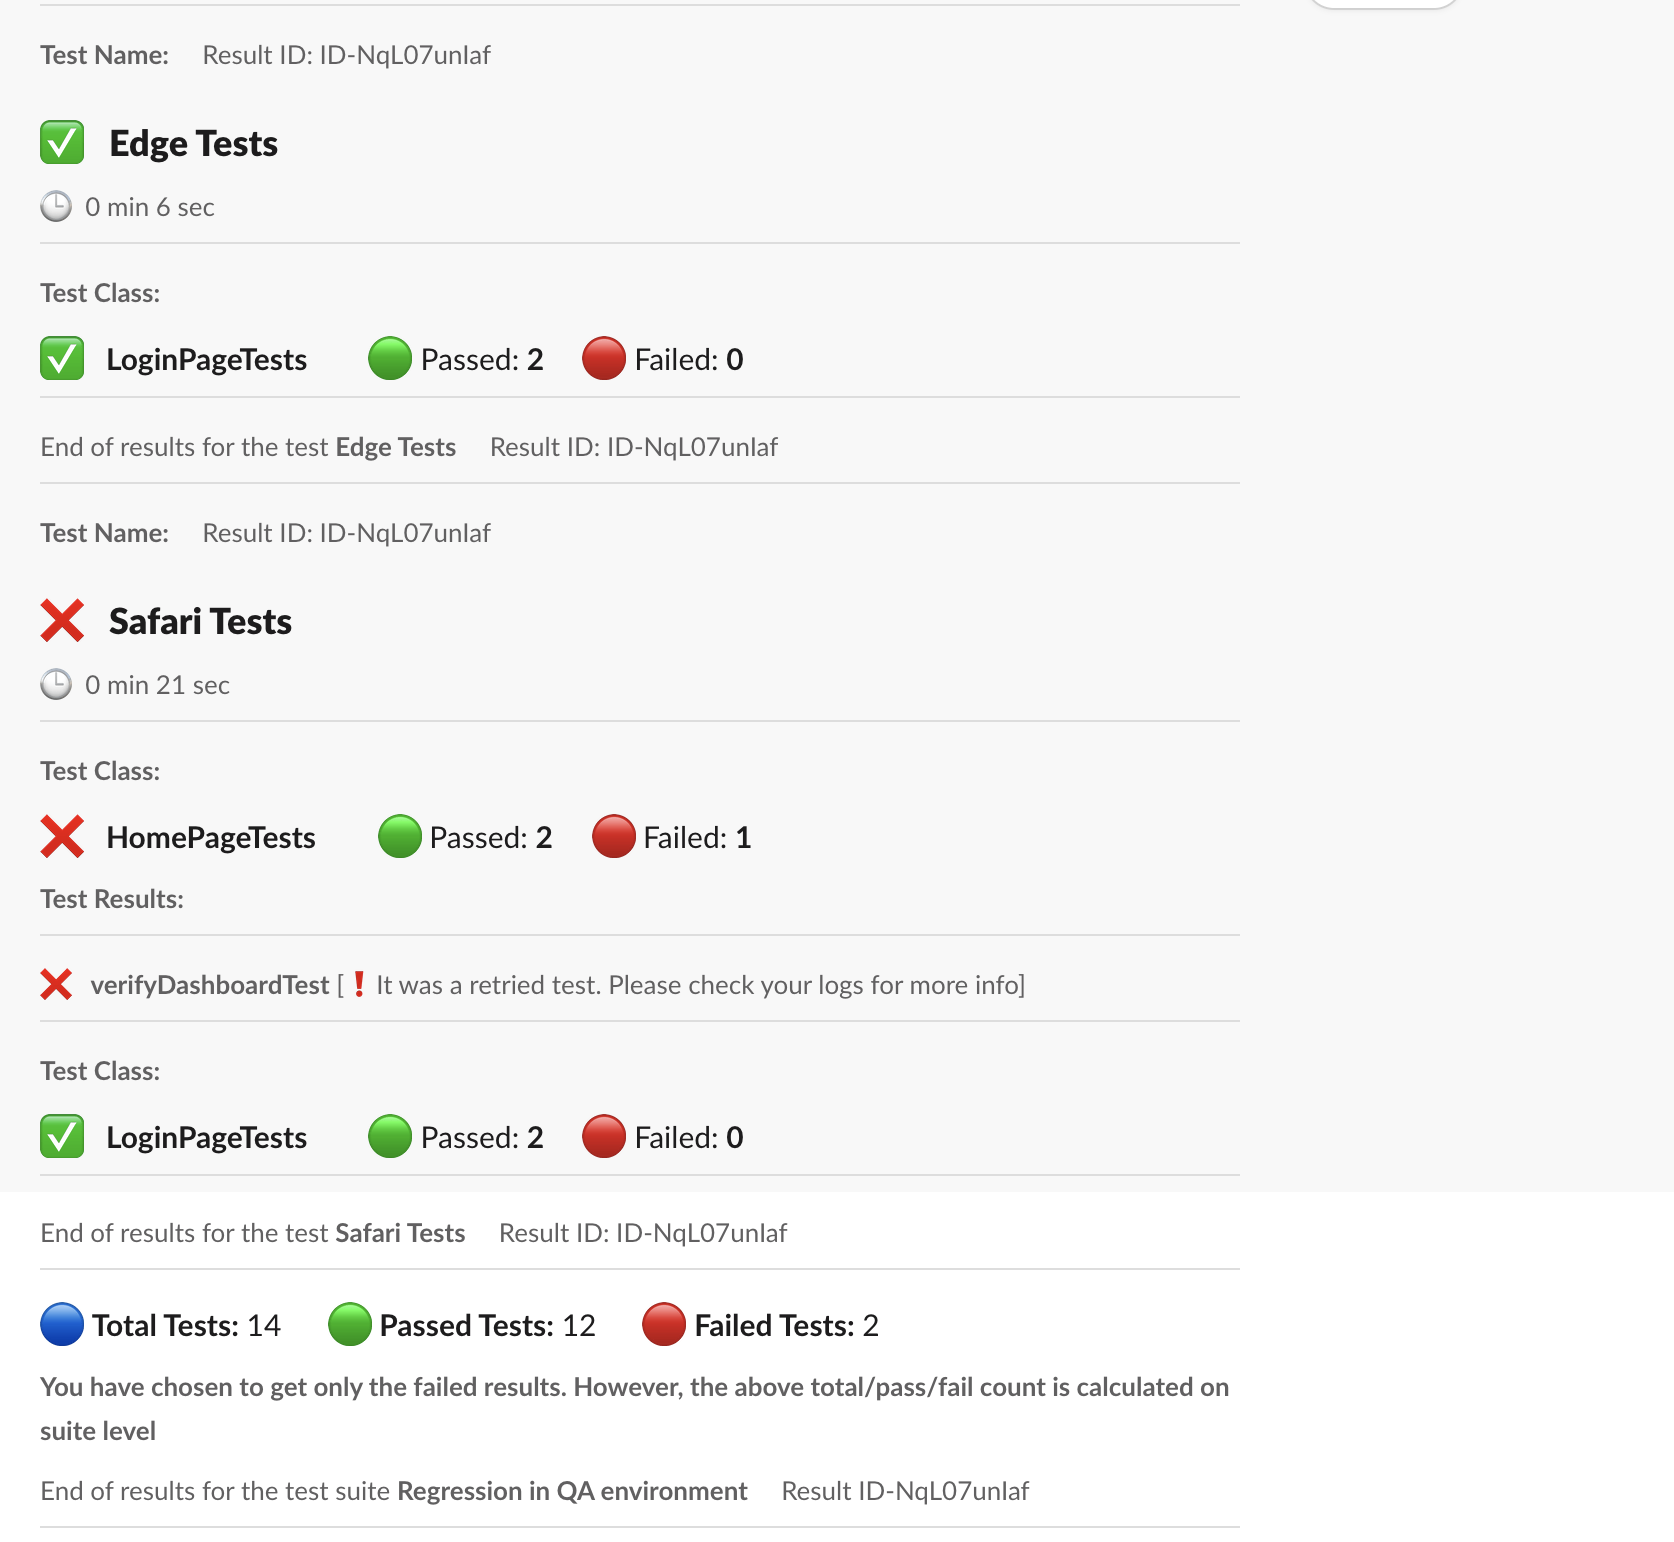 Test Name: Result ID: ID-NqL07unIaf
Edge Tests
0 min 6 sec
Test Class:
LoginPageTests Passed: 2 Failed: 0
End of results for the test Edge Tests Result ID: ID-NqL07unIaf
Test Name: Result ID: ID-NqL07unIaf
Safari Tests
0 min 21 sec
Test Class:
HomePageTests Passed: 2 Failed: 1
Test Results:
verifyDashboardTest [ ❗ It was a retried test. Please check your logs for more info]
Test Class:
LoginPageTests Passed: 2 Failed: 0
End of results for the test Safari Tests Result ID: ID-NqL07unIaf
Total Tests: 14 Passed Tests: 12 Failed Tests: 2
You have chosen to get only the failed results. However, the above total/pass/fail count is calculated on
suite level
End of results for the test suite Regression in QA environment Result ID-NqL07unIaf